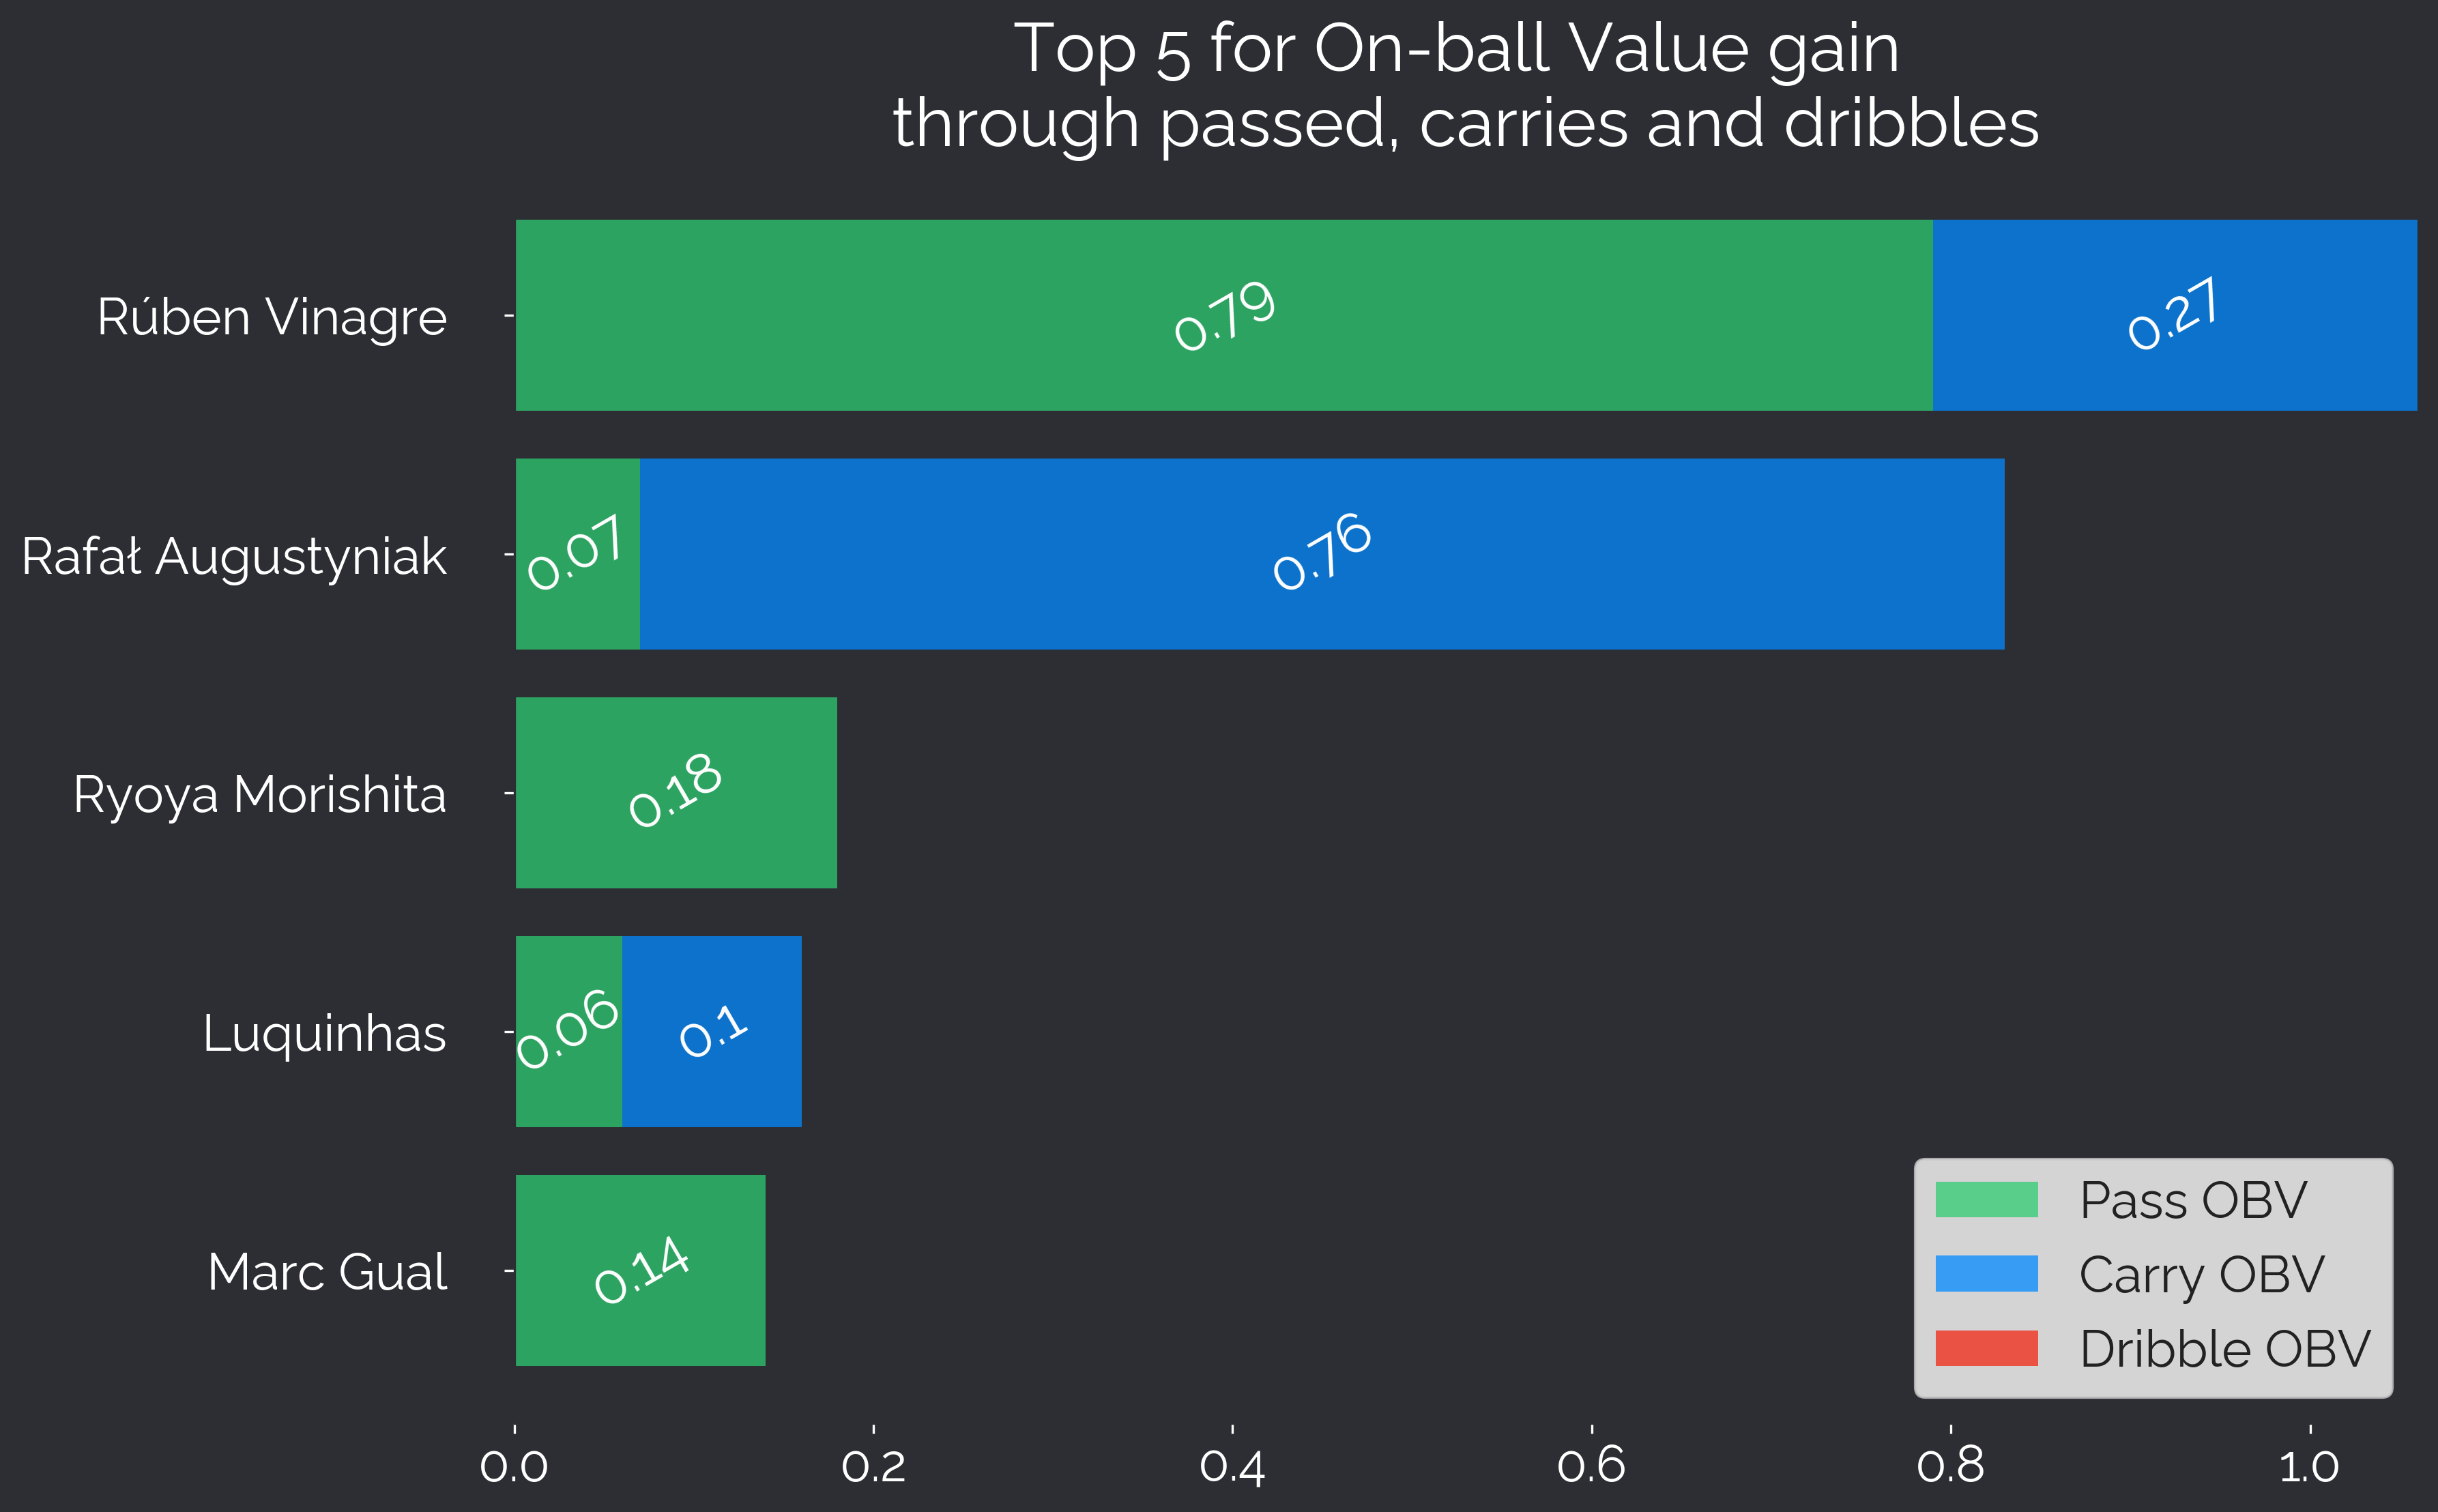 Top 5 for On-ball Value gain
through passed, carries and dribbles
Rúben Vinagre
0.79
0.27
Rafał Augustyniak
0.07
0.76
Ryoya Morishita
0.18
Luquinhas
0.06
0.1
Marc Gual
0.14
Pass OBV
Carry OBV
Dribble OBV
0.0 0.2 0.4 0.6 0.8 1.0